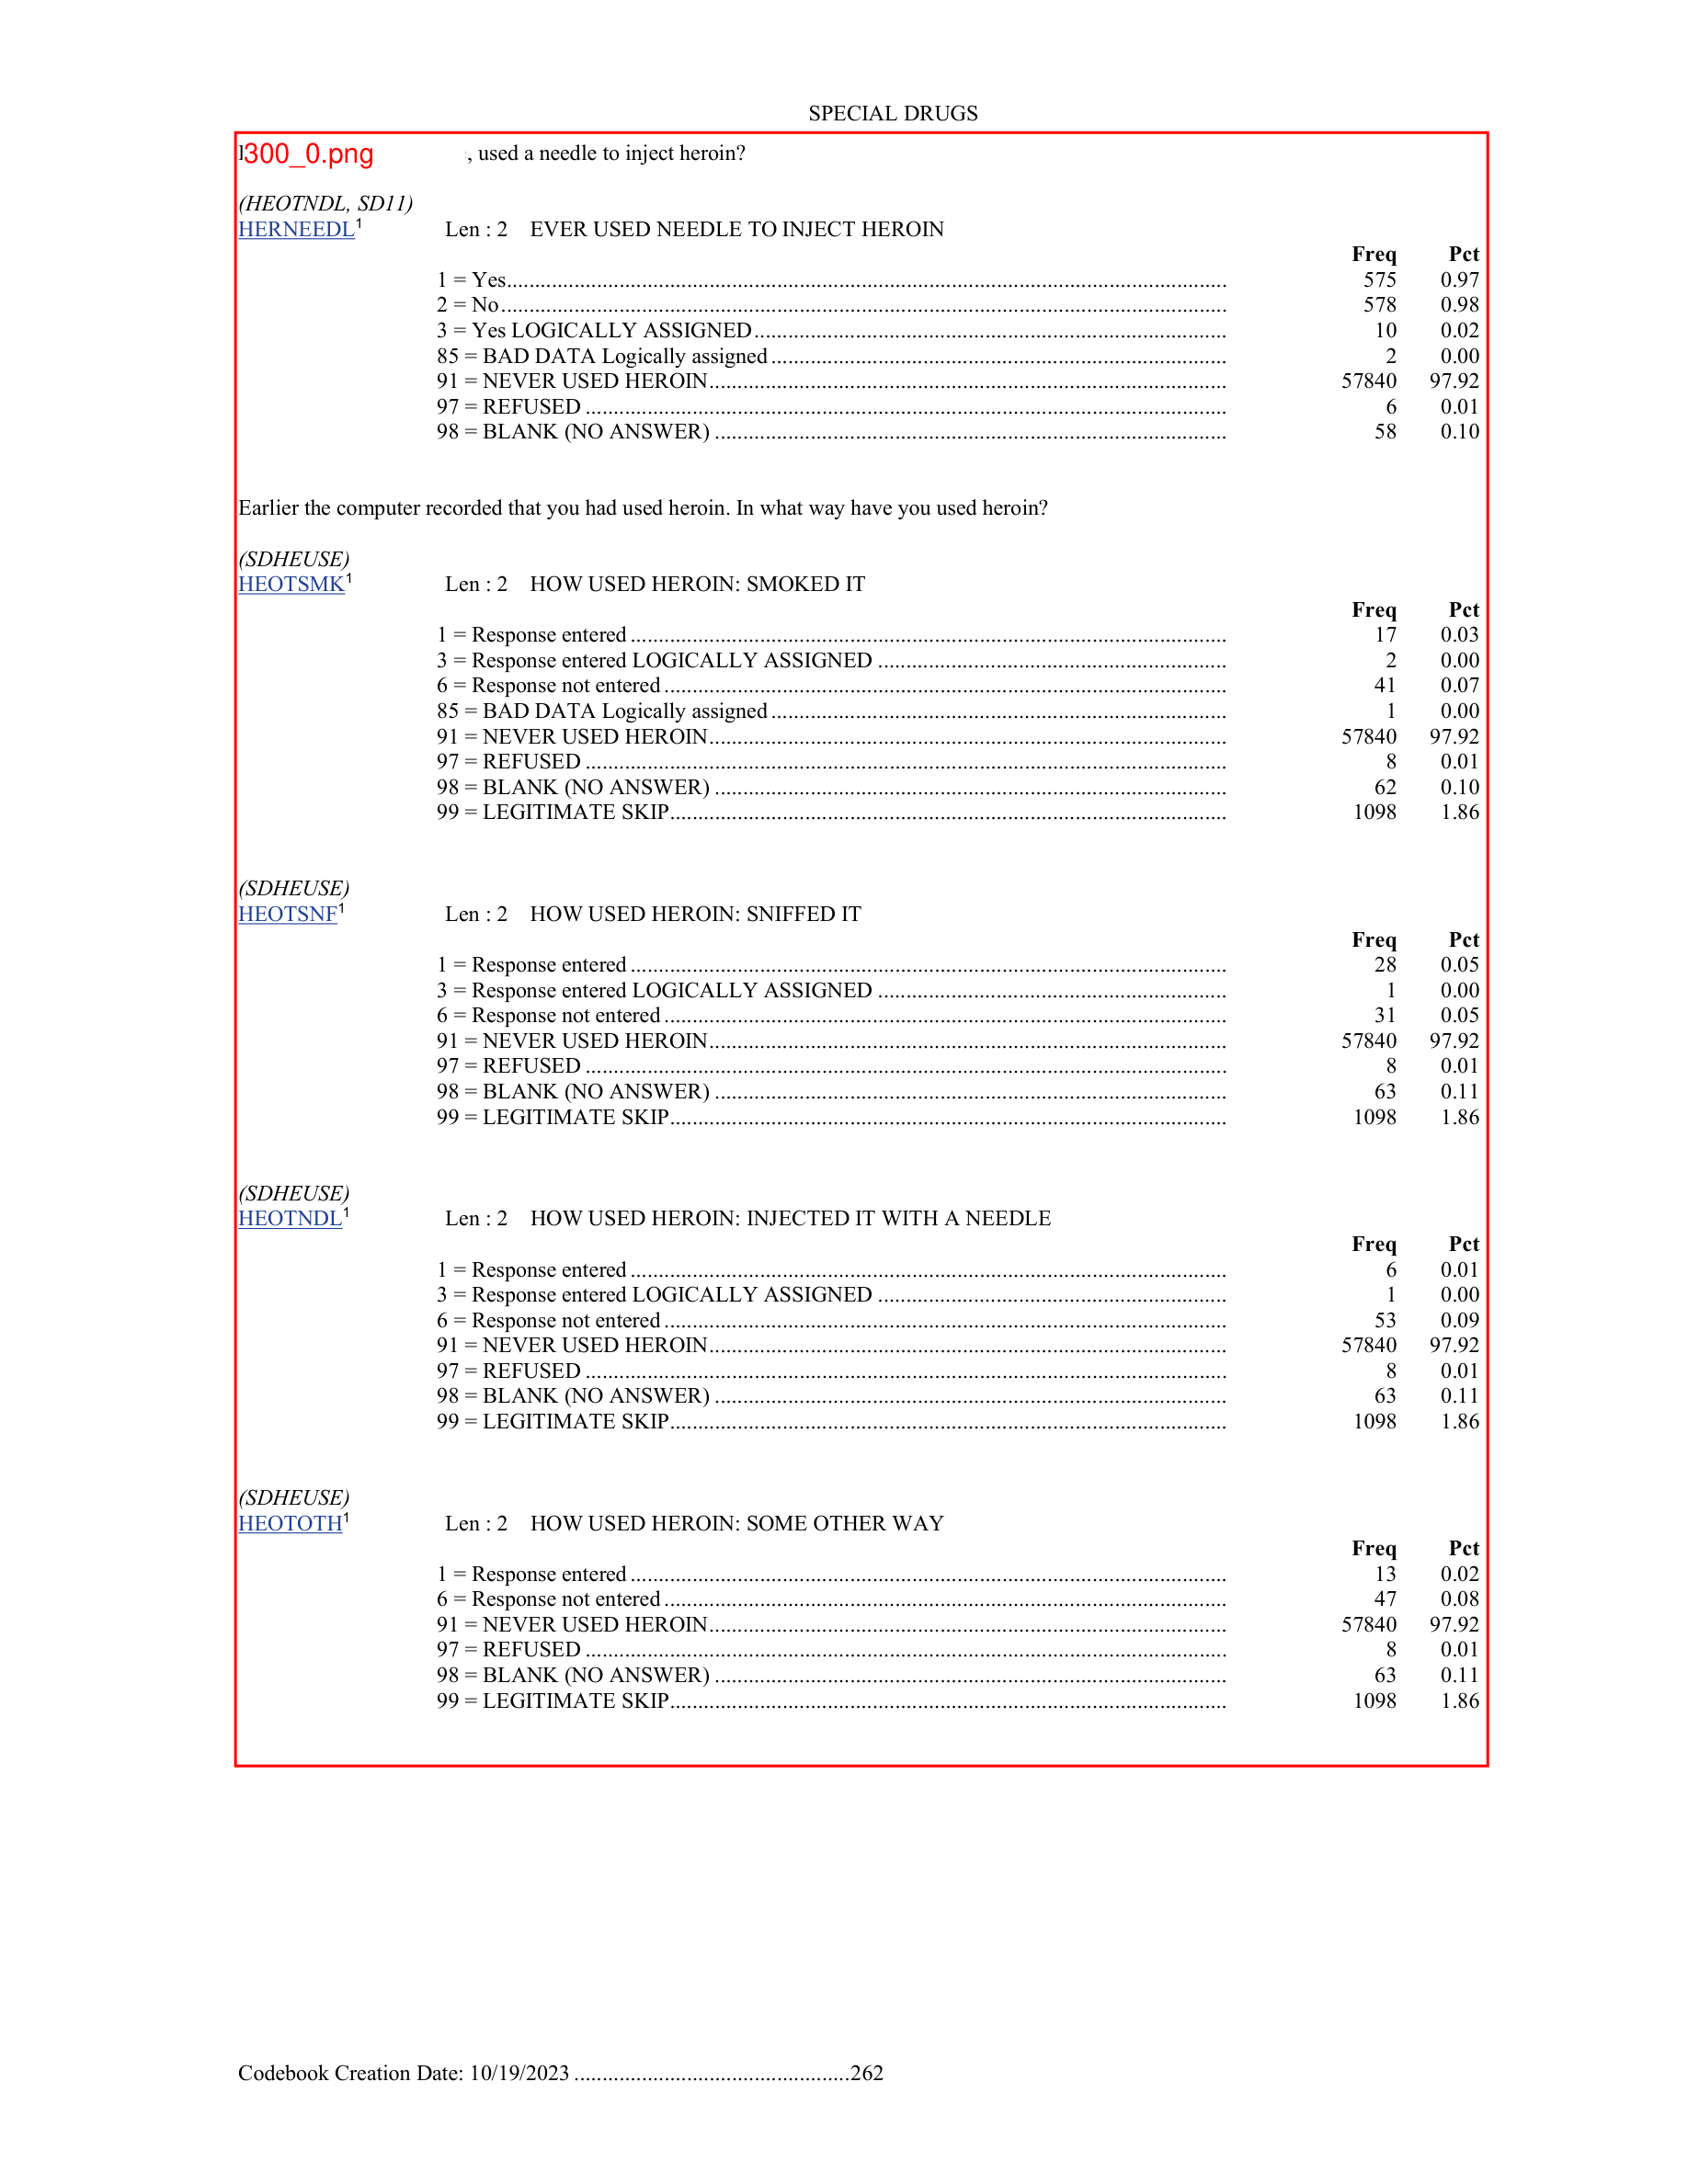 SPECIAL DRUGS
300_0.png , used a needle to inject heroin?
(HEOTNDL, SD11)
HERNEEDL1 Len : 2 EVER USED NEEDLE TO INJECT HEROIN
Freq Pct
1 = Yes 575 0.97
2 = No 578 0.98
3 = Yes LOGICALLY ASSIGNED 10 0.02
85 = BAD DATA Logically assigned 2 0.00
91 = NEVER USED HEROIN 57840 97.92
97 = REFUSED 6 0.01
98 = BLANK (NO ANSWER) 58 0.10
Earlier the computer recorded that you had used heroin. In what way have you used heroin?
(SDHEUSE)
HEOTSMK1 Len : 2 HOW USED HEROIN: SMOKED IT
Freq Pct
1 = Response entered 17 0.03
3 = Response entered LOGICALLY ASSIGNED 2 0.00
6 = Response not entered 41 0.07
85 = BAD DATA Logically assigned 1 0.00
91 = NEVER USED HEROIN 57840 97.92
97 = REFUSED 8 0.01
98 = BLANK (NO ANSWER) 62 0.10
99 = LEGITIMATE SKIP 1098 1.86
(SDHEUSE)
HEOTSNF1 Len : 2 HOW USED HEROIN: SNIFFED IT
Freq Pct
1 = Response entered 28 0.05
3 = Response entered LOGICALLY ASSIGNED 1 0.00
6 = Response not entered 31 0.05
91 = NEVER USED HEROIN 57840 97.92
97 = REFUSED 8 0.01
98 = BLANK (NO ANSWER) 63 0.11
99 = LEGITIMATE SKIP 1098 1.86
(SDHEUSE)
HEOTNDL1 Len : 2 HOW USED HEROIN: INJECTED IT WITH A NEEDLE
Freq Pct
1 = Response entered 6 0.01
3 = Response entered LOGICALLY ASSIGNED 1 0.00
6 = Response not entered 53 0.09
91 = NEVER USED HEROIN 57840 97.92
97 = REFUSED 8 0.01
98 = BLANK (NO ANSWER) 63 0.11
99 = LEGITIMATE SKIP 1098 1.86
(SDHEUSE)
HEOTOTH1 Len : 2 HOW USED HEROIN: SOME OTHER WAY
Freq Pct
1 = Response entered 13 0.02
6 = Response not entered 47 0.08
91 = NEVER USED HEROIN 57840 97.92
97 = REFUSED 8 0.01
98 = BLANK (NO ANSWER) 63 0.11
99 = LEGITIMATE SKIP 1098 1.86
Codebook Creation Date: 10/19/2023 262